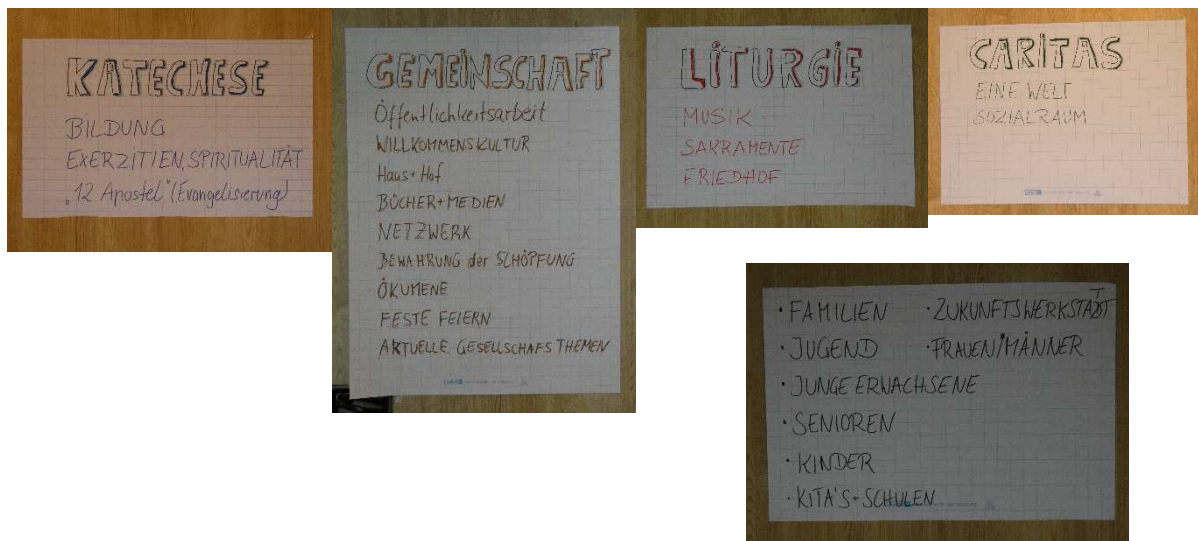 KATECHESE
BILDUNG
EXERZITIEN, SPIRITUALITÄT
„12 Apostel" (Evangelisierung)
GEMEINSCHAFT
Öffentlichkeitsarbeit
WILLKOMMENSKULTUR
Haus + Hof
BÜCHER + MEDIEN
NETZWERK
BEWAHRUNG der SCHÖPFUNG
ÖKUMENE
FESTE FEIERN
AKTUELLE GESELLSCHAFS THEMEN
LiTURGiE
MUSIK
SAKRAMENTE
FRIEDHOF
CARiTAS
EINE WELT
SOZIALRAUM
· FAMILIEN
· JUGEND
· JUNGE ERWACHSENE
· SENIOREN
· KINDER
· KITA'S + SCHULEN
· ZUKUNFTSWERKSTATT
· FRAUEN/MÄNNER